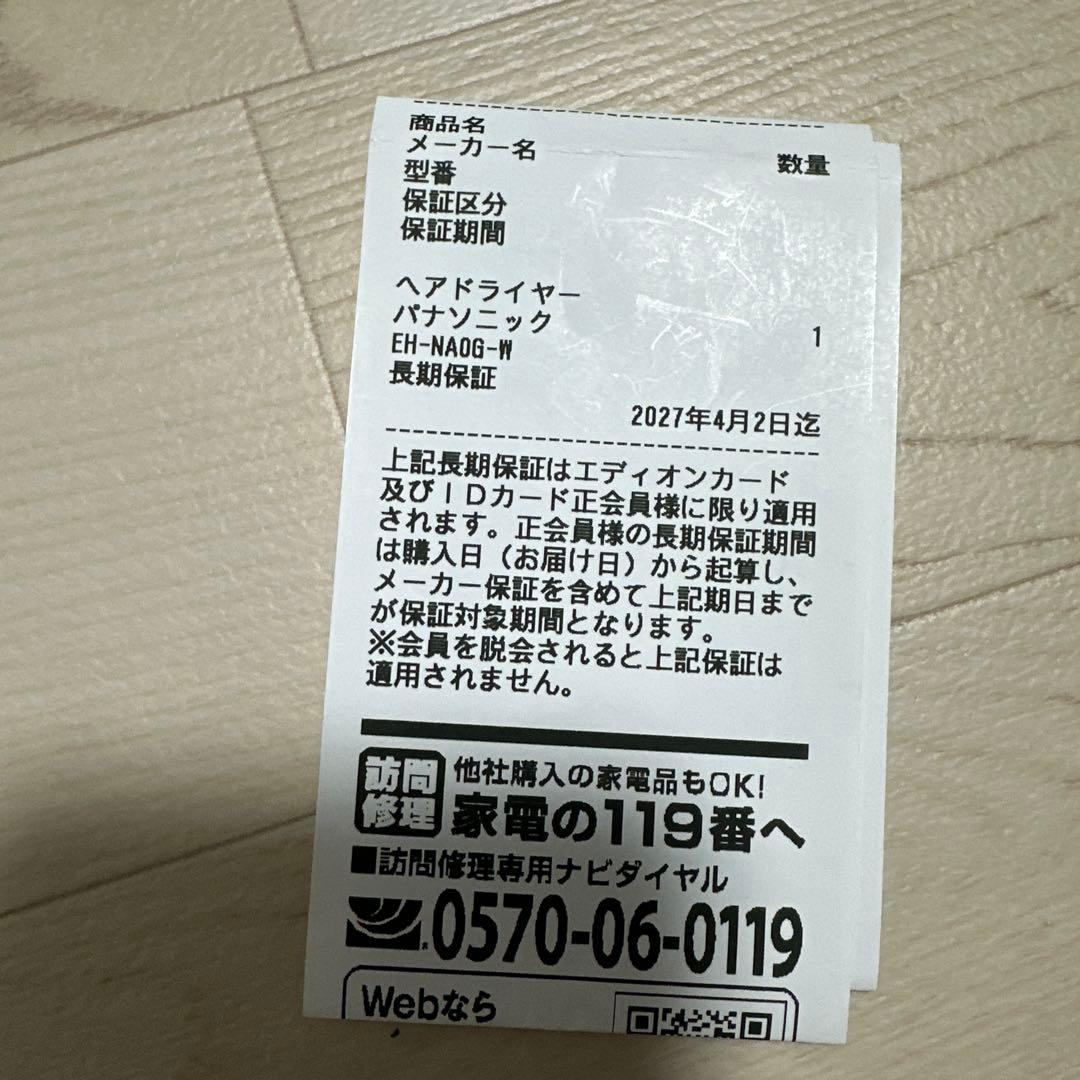 商品名
メーカー名 数量
型番
保証区分
保証期間
ヘアドライヤー
パナソニック 1
EH-NA0G-W
長期保証
2027年4月2日迄
上記長期保証はエディオンカード
及びIDカード正会員様に限り適用
されます。正会員様の長期保証期間
は購入日（お届け日）から起算し、
メーカー保証を含めて上記期日まで
が保証対象期間となります。
※会員を脱会されると上記保証は
適用されません。
訪問
修理
他社購入の家電品もOK!
家電の119番へ
■訪問修理専用ナビダイヤル
0570-06-0119
Webなら